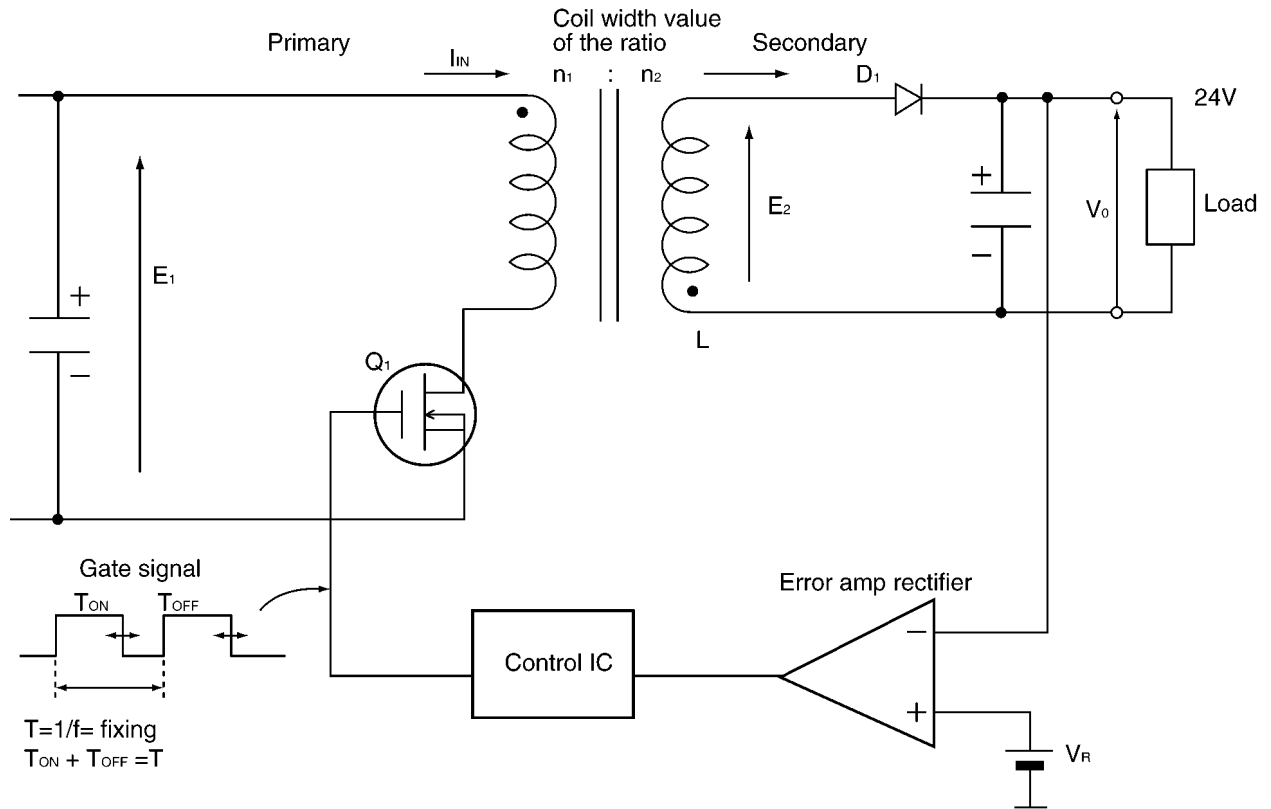 Coil width value
of the ratio
Primary
Secondary
IIN
n1 : n2
D1
24V
E1
E2
V0
Load
+
−
+
−
L
Q1
Gate signal
TON TOFF
T=1/f= fixing
TON + TOFF =T
Control IC
Error amp rectifier
−
+
VR